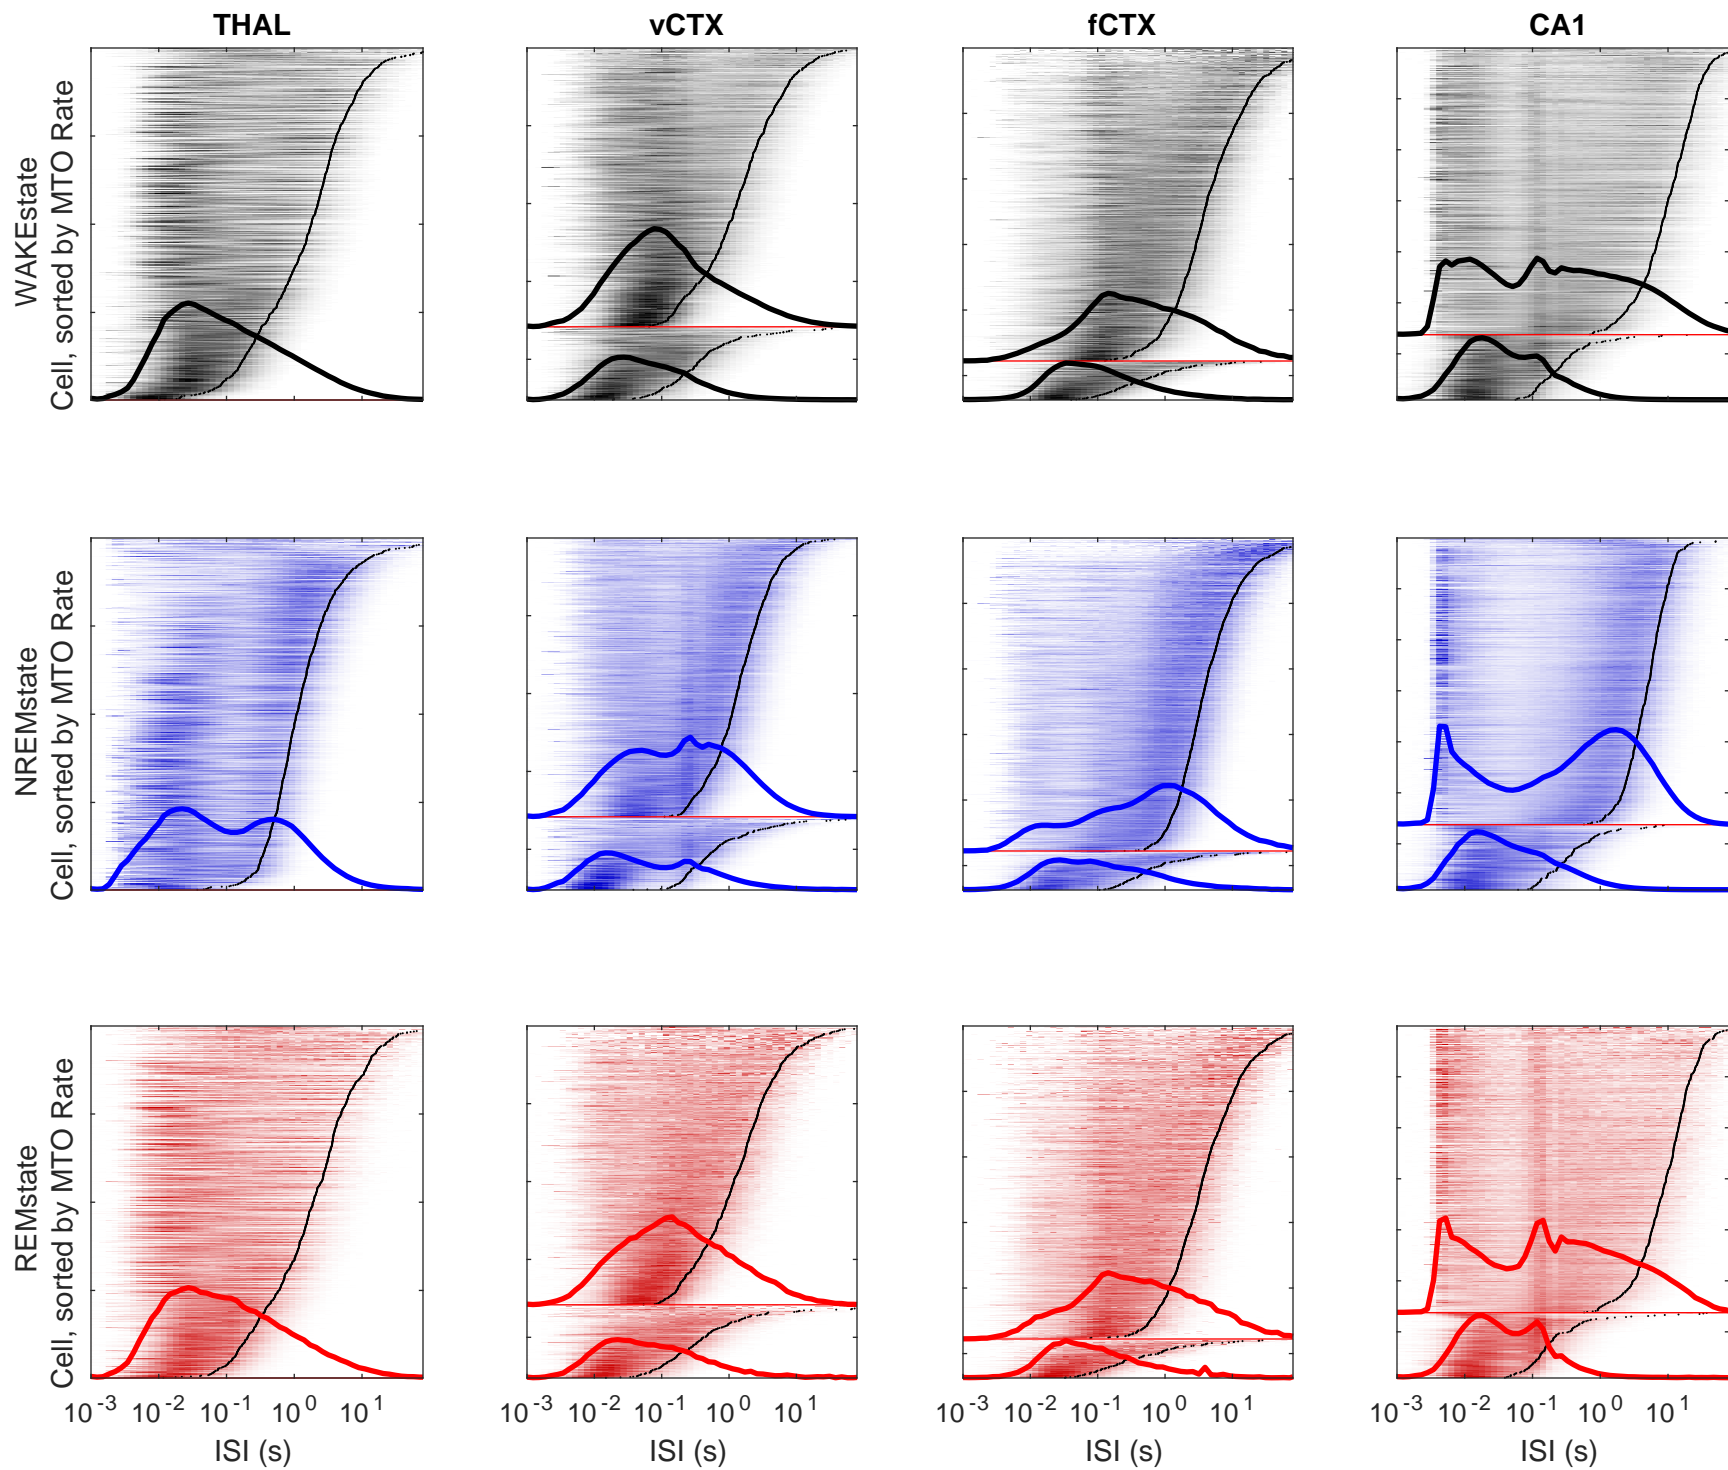 THAL vCTX fCTX CA1
WAKEstate
Cell, sorted by MTO Rate
NREMstate
Cell, sorted by MTO Rate
REMstate
Cell, sorted by MTO Rate
10^-3 10^-2 10^-1 10^0 10^1 10^-3 10^-2 10^-1 10^0 10^1 10^-3 10^-2 10^-1 10^0 10^1 10^-3 10^-2 10^-1 10^0 10^1
ISI (s) ISI (s) ISI (s) ISI (s)